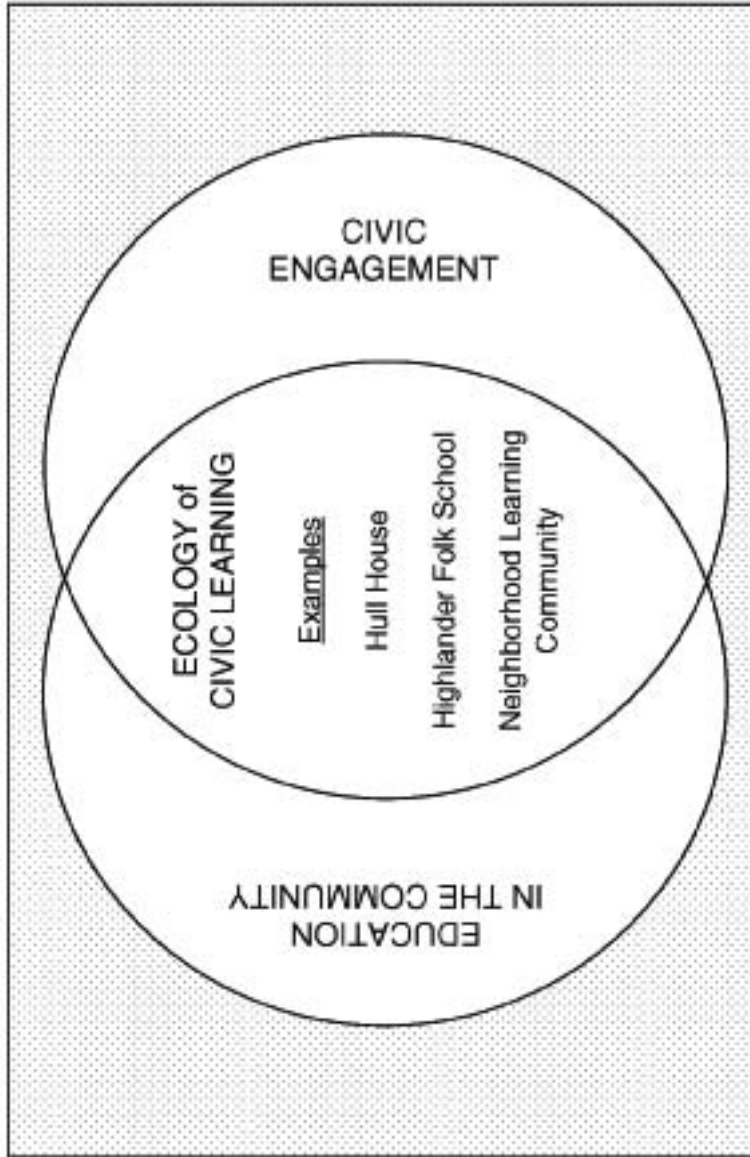 CIVIC
ENGAGEMENT
ECOLOGY of
CIVIC LEARNING
Examples
Hull House
Highlander Folk School
Neighborhood Learning
Community
EDUCATION
IN THE COMMUNITY